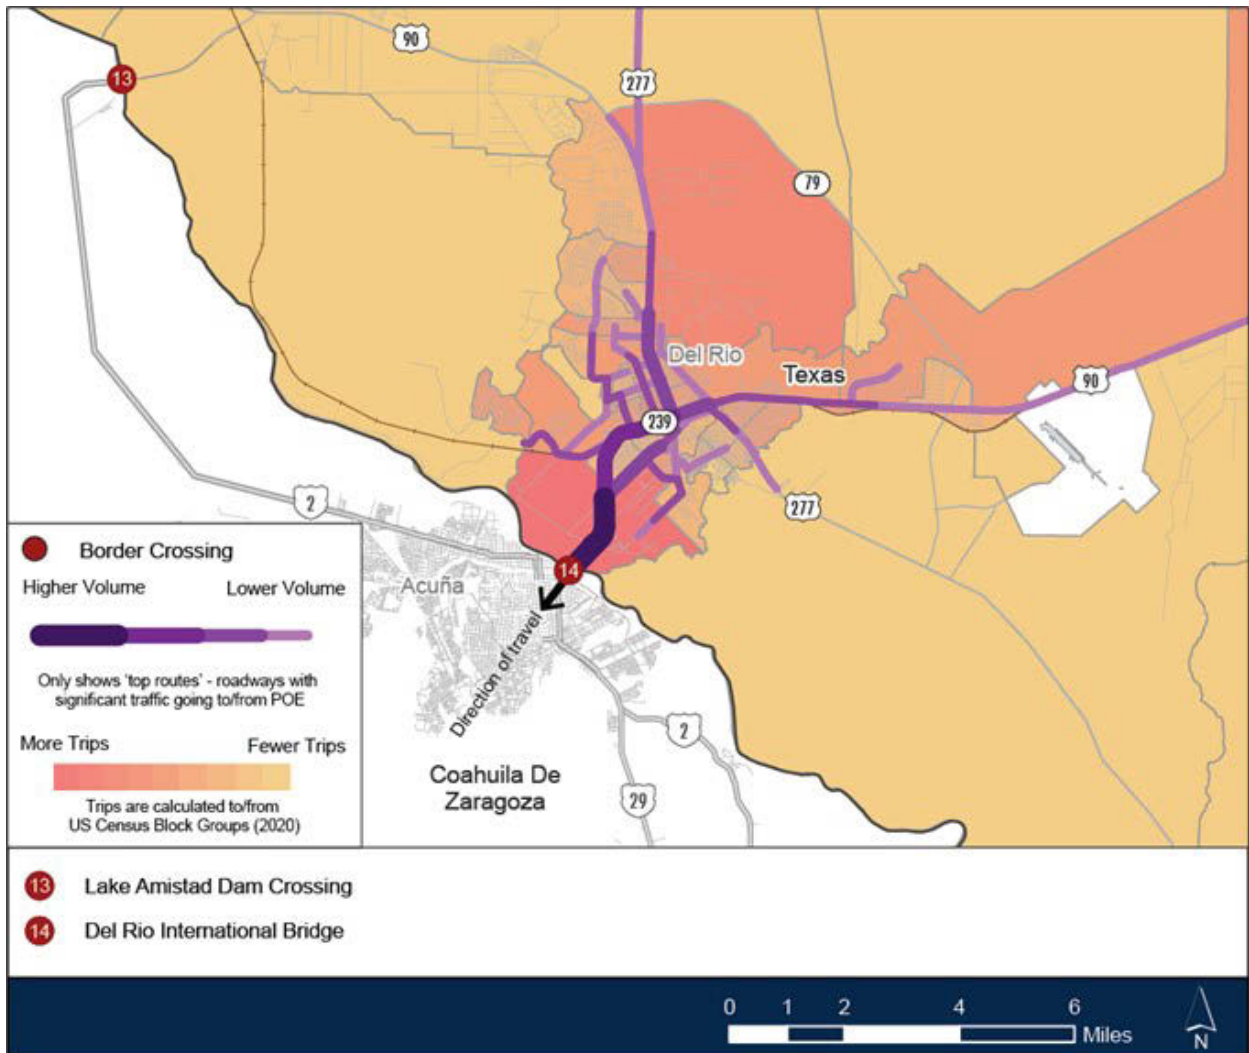 90
13
277
79
Del Rio
Texas
90
239
2
277
14
Acuña
Direction of travel
2
Coahuila De
Zaragoza
29
Border Crossing
Higher Volume Lower Volume
Only shows 'top routes' - roadways with
significant traffic going to/from POE
More Trips Fewer Trips
Trips are calculated to/from
US Census Block Groups (2020)
13 Lake Amistad Dam Crossing
14 Del Rio International Bridge
0 1 2 4 6
Miles
N